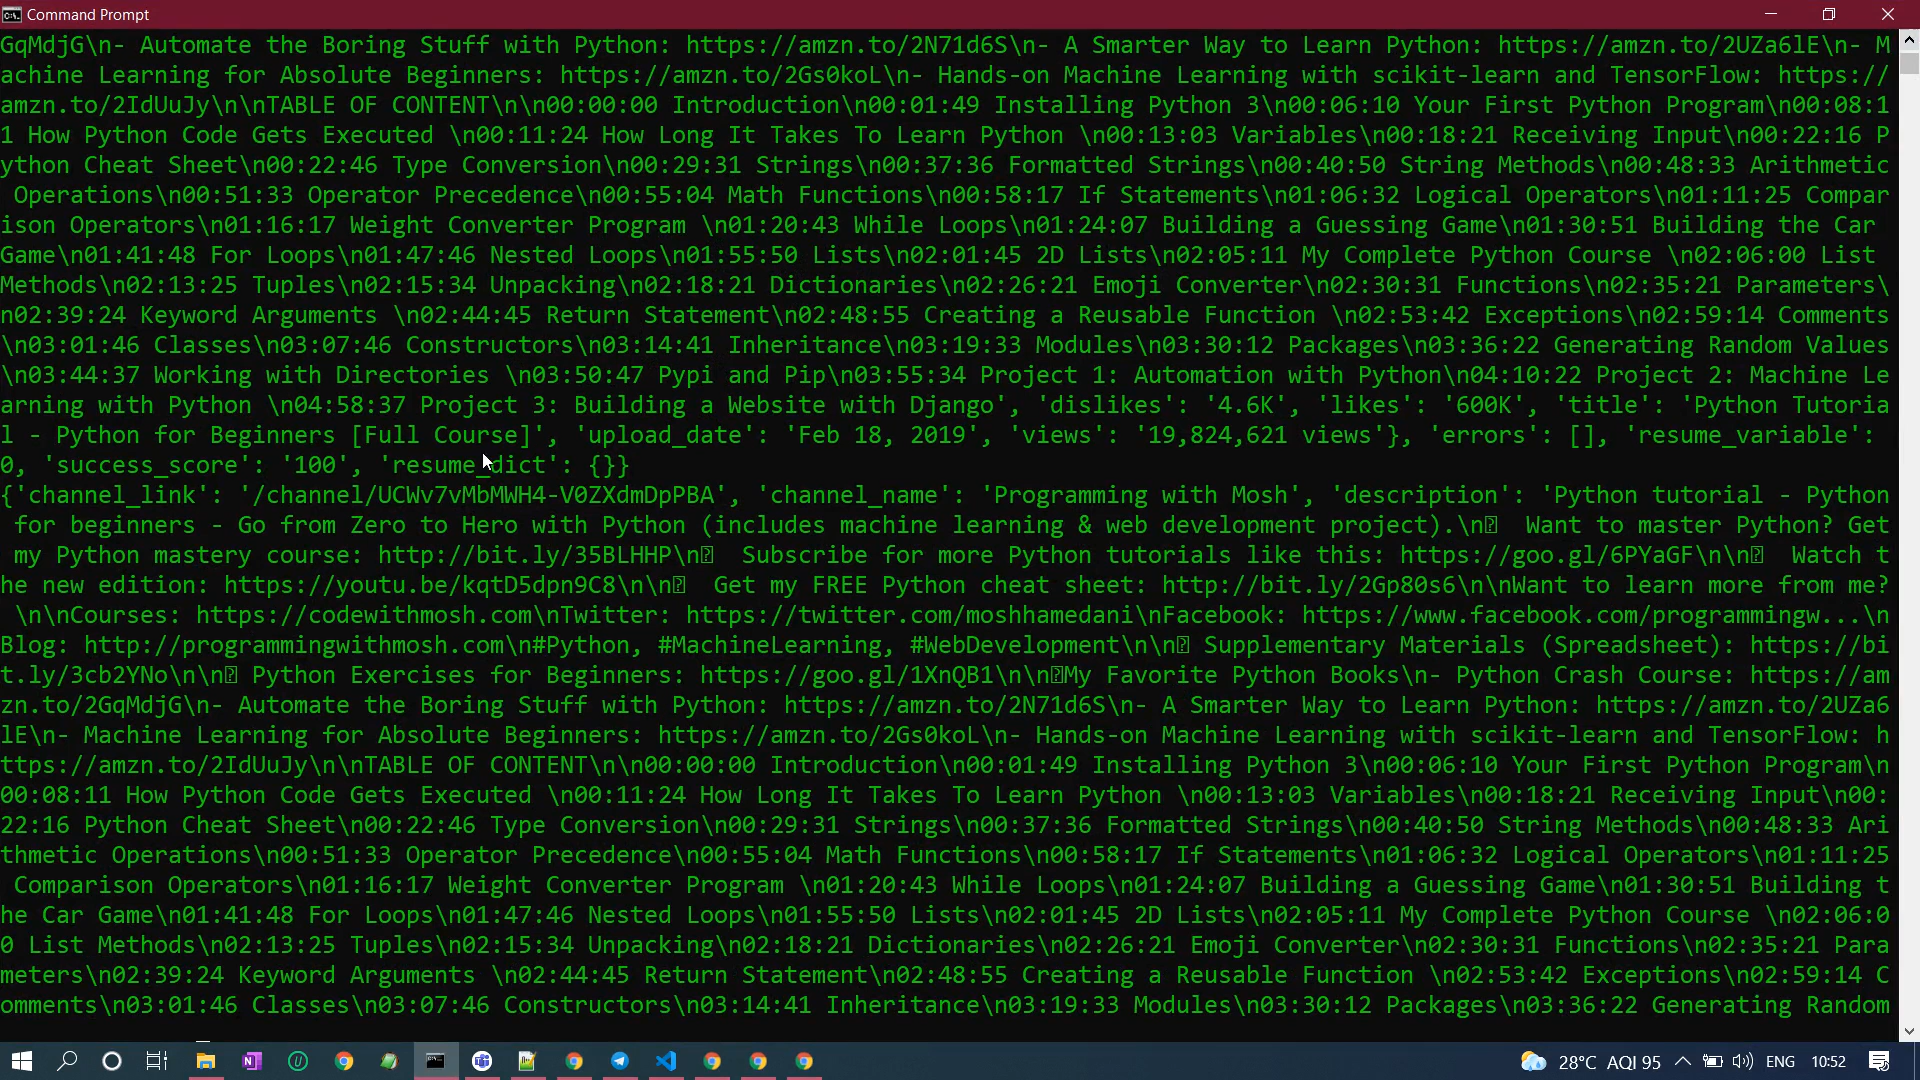 Command Prompt
GqMdjG\n- Automate the Boring Stuff with Python: https://amzn.to/2N71d6S\n- A Smarter Way to Learn Python: https://amzn.to/2UZa6lE\n- M
achine Learning for Absolute Beginners: https://amzn.to/2Gs0koL\n- Hands-on Machine Learning with scikit-learn and TensorFlow: https://
amzn.to/2IdUuJy\n\nTABLE OF CONTENT\n\n00:00:00 Introduction\n00:01:49 Installing Python 3\n00:06:10 Your First Python Program\n00:08:1
1 How Python Code Gets Executed \n00:11:24 How Long It Takes To Learn Python \n00:13:03 Variables\n00:18:21 Receiving Input\n00:22:16 P
ython Cheat Sheet\n00:22:46 Type Conversion\n00:29:31 Strings\n00:37:36 Formatted Strings\n00:40:50 String Methods\n00:48:33 Arithmetic
 Operations\n00:51:33 Operator Precedence\n00:55:04 Math Functions\n00:58:17 If Statements\n01:06:32 Logical Operators\n01:11:25 Compar
ison Operators\n01:16:17 Weight Converter Program \n01:20:43 While Loops\n01:24:07 Building a Guessing Game\n01:30:51 Building the Car
Game\n01:41:48 For Loops\n01:47:46 Nested Loops\n01:55:50 Lists\n02:01:45 2D Lists\n02:05:11 My Complete Python Course \n02:06:00 List
Methods\n02:13:25 Tuples\n02:15:34 Unpacking\n02:18:21 Dictionaries\n02:26:21 Emoji Converter\n02:30:31 Functions\n02:35:21 Parameters\
n02:39:24 Keyword Arguments \n02:44:45 Return Statement\n02:48:55 Creating a Reusable Function \n02:53:42 Exceptions\n02:59:14 Comments
\n03:01:46 Classes\n03:07:46 Constructors\n03:14:41 Inheritance\n03:19:33 Modules\n03:30:12 Packages\n03:36:22 Generating Random Values
\n03:44:37 Working with Directories \n03:50:47 Pypi and Pip\n03:55:34 Project 1: Automation with Python\n04:10:22 Project 2: Machine Le
arning with Python \n04:58:37 Project 3: Building a Website with Django', 'dislikes': '4.6K', 'likes': '600K', 'title': 'Python Tutoria
l - Python for Beginners [Full Course]', 'upload_date': 'Feb 18, 2019', 'views': '19,824,621 views'}, 'errors': [], 'resume_variable':
0, 'success_score': '100', 'resume_dict': {}}
{'channel_link': '/channel/UCWv7vMbMWH4-V0ZXdmDpPBA', 'channel_name': 'Programming with Mosh', 'description': 'Python tutorial - Python
 for beginners - Go from Zero to Hero with Python (includes machine learning & web development project).\n  Want to master Python? Get
my Python mastery course: http://bit.ly/35BLHHP\n  Subscribe for more Python tutorials like this: https://goo.gl/6PYaGF\n\n  Watch t
he new edition: https://youtu.be/kqtD5dpn9C8\n\n  Get my FREE Python cheat sheet: http://bit.ly/2Gp80s6\n\nWant to learn more from me?
 \n\nCourses: https://codewithmosh.com\nTwitter: https://twitter.com/moshhamedani\nFacebook: https://www.facebook.com/programmingw...\n
Blog: http://programmingwithmosh.com\n#Python, #MachineLearning, #WebDevelopment\n\n Supplementary Materials (Spreadsheet): https://bi
t.ly/3cb2YNo\n\n Python Exercises for Beginners: https://goo.gl/1XnQB1\n\nMy Favorite Python Books\n- Python Crash Course: https://am
zn.to/2GqMdjG\n- Automate the Boring Stuff with Python: https://amzn.to/2N71d6S\n- A Smarter Way to Learn Python: https://amzn.to/2UZa6
lE\n- Machine Learning for Absolute Beginners: https://amzn.to/2Gs0koL\n- Hands-on Machine Learning with scikit-learn and TensorFlow: h
ttps://amzn.to/2IdUuJy\n\nTABLE OF CONTENT\n\n00:00:00 Introduction\n00:01:49 Installing Python 3\n00:06:10 Your First Python Program\n
00:08:11 How Python Code Gets Executed \n00:11:24 How Long It Takes To Learn Python \n00:13:03 Variables\n00:18:21 Receiving Input\n00:
22:16 Python Cheat Sheet\n00:22:46 Type Conversion\n00:29:31 Strings\n00:37:36 Formatted Strings\n00:40:50 String Methods\n00:48:33 Ari
thmetic Operations\n00:51:33 Operator Precedence\n00:55:04 Math Functions\n00:58:17 If Statements\n01:06:32 Logical Operators\n01:11:25
 Comparison Operators\n01:16:17 Weight Converter Program \n01:20:43 While Loops\n01:24:07 Building a Guessing Game\n01:30:51 Building t
he Car Game\n01:41:48 For Loops\n01:47:46 Nested Loops\n01:55:50 Lists\n02:01:45 2D Lists\n02:05:11 My Complete Python Course \n02:06:0
0 List Methods\n02:13:25 Tuples\n02:15:34 Unpacking\n02:18:21 Dictionaries\n02:26:21 Emoji Converter\n02:30:31 Functions\n02:35:21 Para
meters\n02:39:24 Keyword Arguments \n02:44:45 Return Statement\n02:48:55 Creating a Reusable Function \n02:53:42 Exceptions\n02:59:14 C
omments\n03:01:46 Classes\n03:07:46 Constructors\n03:14:41 Inheritance\n03:19:33 Modules\n03:30:12 Packages\n03:36:22 Generating Random
28°C AQI 95 ENG 10:52